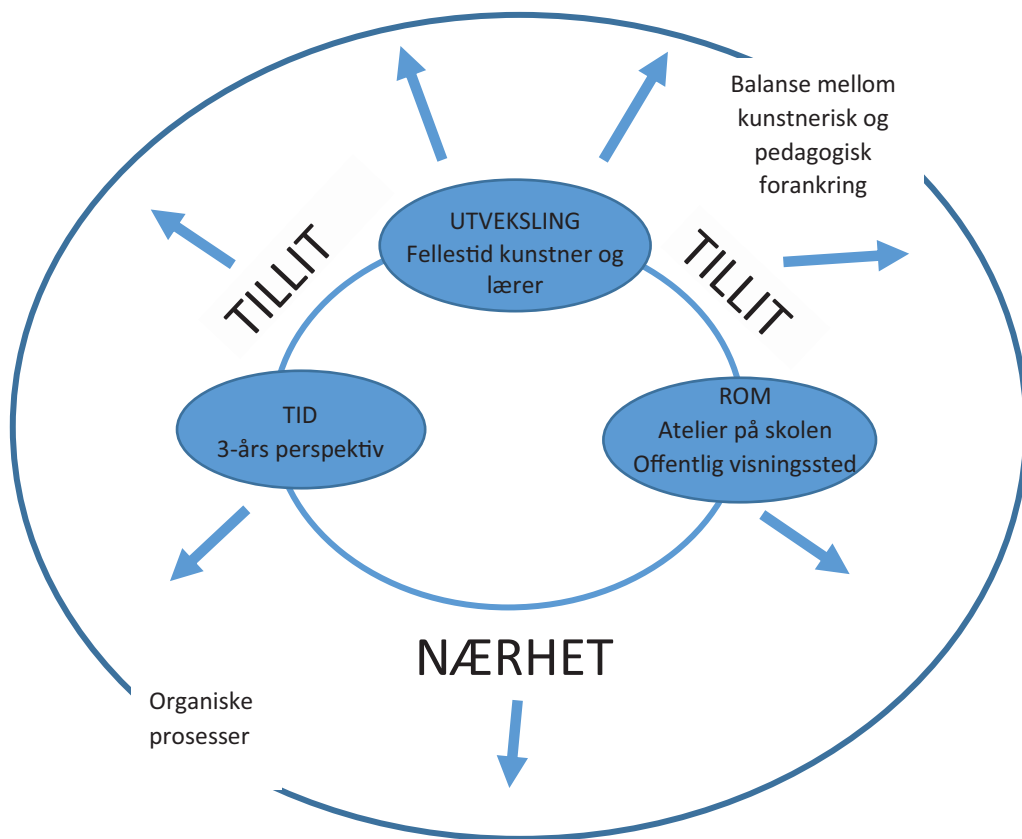 Balanse mellom
kunstnerisk og
pedagogisk
forankring
UTVEKSLING
Fellestid kunstner og
lærer
TILLIT
TILLIT
TID
3-års perspektiv
ROM
Atelier på skolen
Offentlig visningssted
NÆRHET
Organiske
prosesser